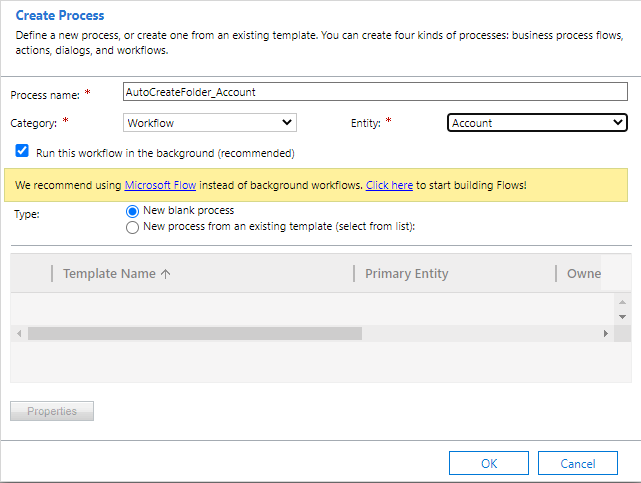 Create Process
Define a new process, or create one from an existing template. You can create four kinds of processes: business process flows,
actions, dialogs, and workflows.
Process name: * AutoCreateFolder_Account
Category: * Workflow Entity: * Account
Run this workflow in the background (recommended)
We recommend using Microsoft Flow instead of background workflows. Click here to start building Flows!
Type: New blank process
New process from an existing template (select from list):
Template Name ↑ Primary Entity Owne
Properties
OK Cancel